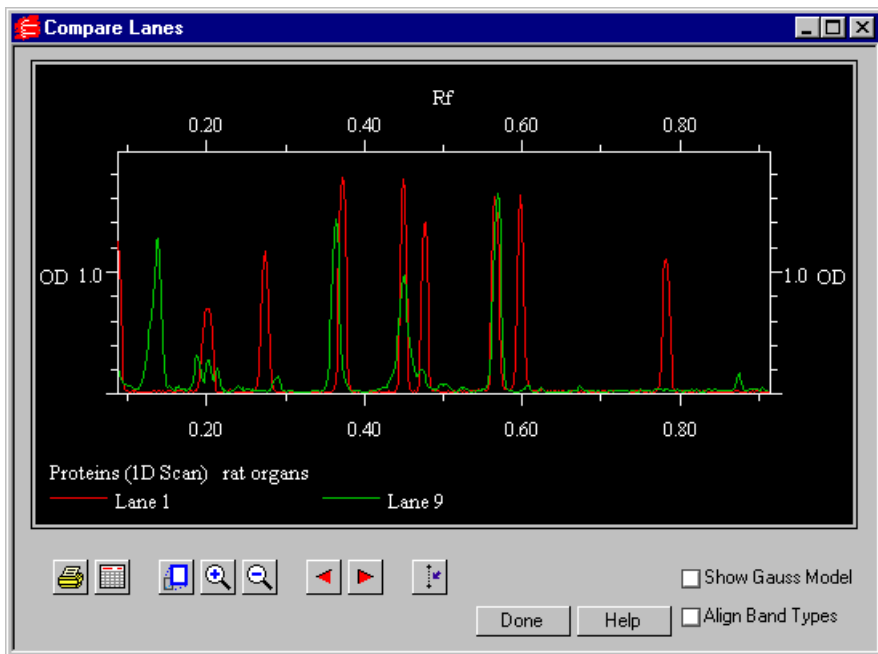 Compare Lanes
Rf
0.20 0.40 0.60 0.80
OD 1.0 1.0 OD
0.20 0.40 0.60 0.80
Proteins (1D Scan) rat organs
Lane 1 Lane 9
Show Gauss Model
Done Help Align Band Types